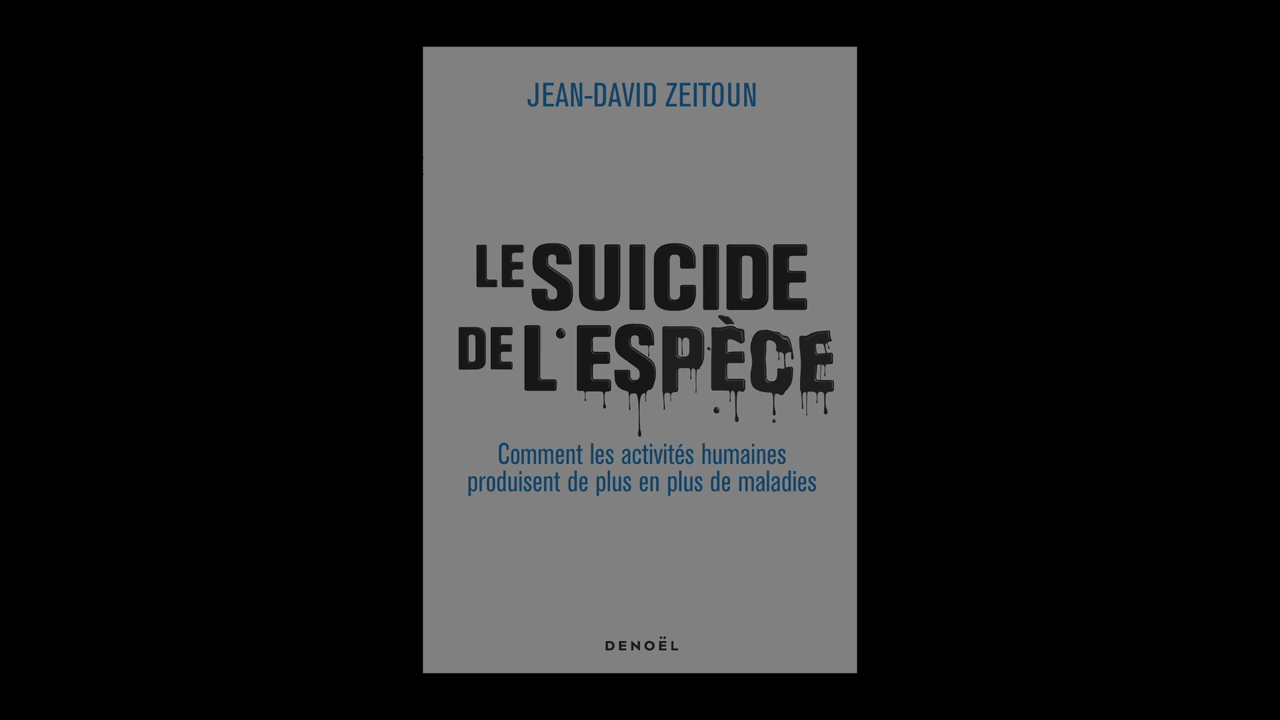 JEAN-DAVID ZEITOUN
LE SUICIDE
DE L'ESPÈCE
Comment les activités humaines
produisent de plus en plus de maladies
DENOËL